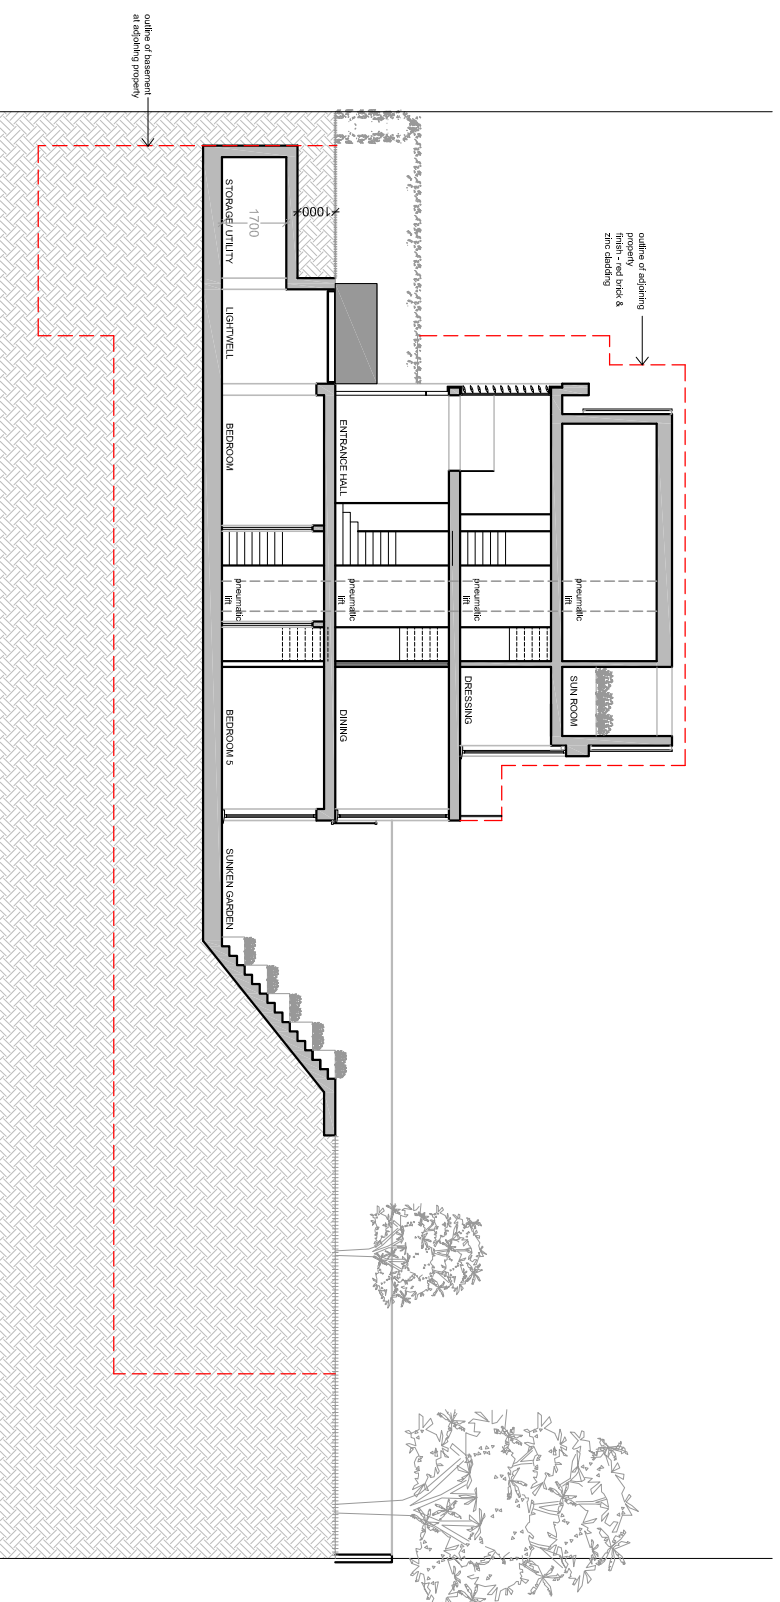 outline of adjoining
property
finish - red brick &
zinc cladding
SUN ROOM
pneumatic
lift
DRESSING
pneumatic
lift
ENTRANCE HALL
pneumatic
lift
DINING
STORAGE/ UTILITY
LIGHTWELL
BEDROOM
pneumatic
lift
BEDROOM 5
SUNKEN GARDEN
1000
1700
outline of basement
at adjoining property